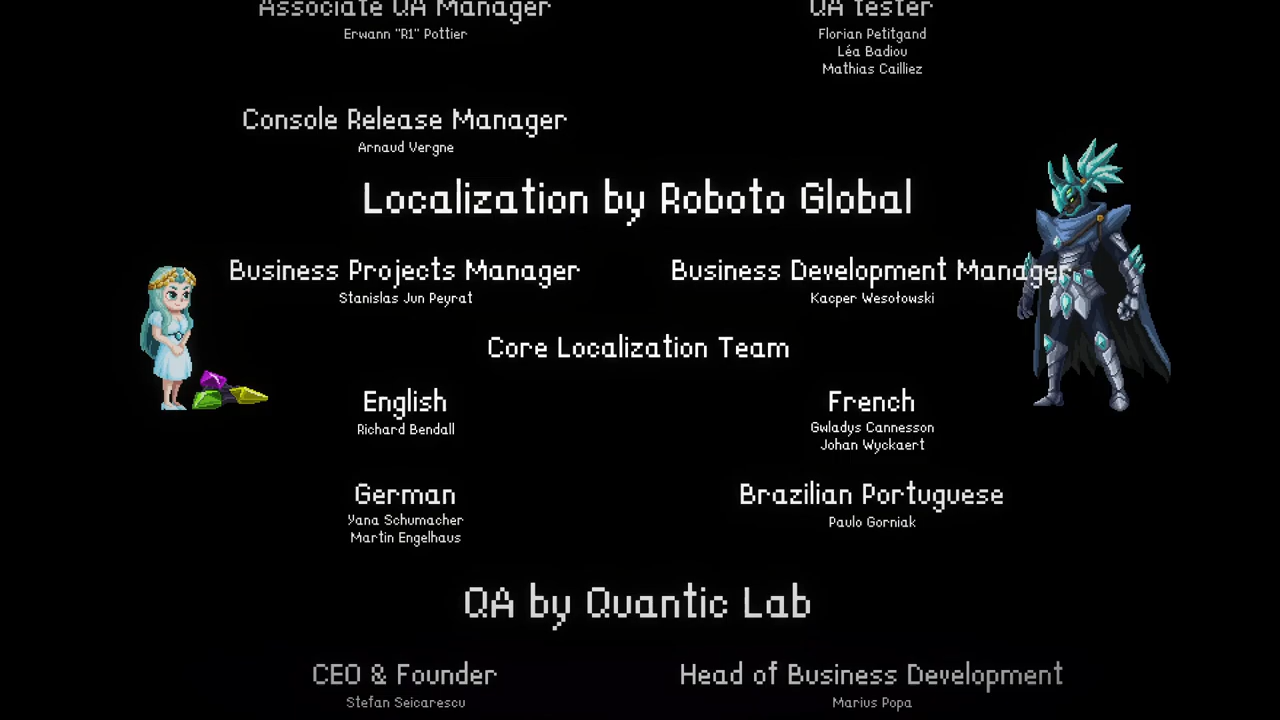 Associate QA Manager
Erwann "R1" Pottier
QA tester
Florian Petitgand
Léa Badiou
Mathias Cailliez
Console Release Manager
Arnaud Vergne
Localization by Roboto Global
Business Projects Manager
Stanislas Jun Peyrat
Business Development Manager
Kacper Wesołowski
Core Localization Team
English
Richard Bendall
French
Gwladys Cannesson
Johan Wyckaert
German
Yana Schumacher
Martin Engelhaus
Brazilian Portuguese
Paulo Gorniak
QA by Quantic Lab
CEO & Founder
Stefan Seicarescu
Head of Business Development
Marius Popa